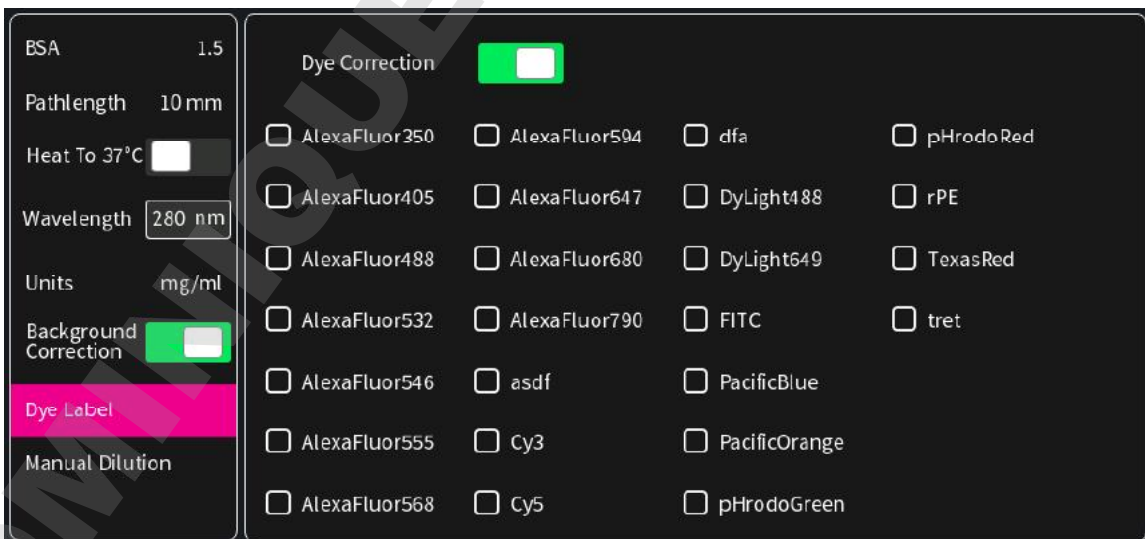 BSA 1.5
Pathlength 10 mm
Heat To 37°C
Wavelength 280 nm
Units mg/ml
Background
Correction
Dye Label
Manual Dilution
Dye Correction
AlexaFluor350 AlexaFluor594 dfa pHrodoRed
AlexaFluor405 AlexaFluor647 DyLight488 rPE
AlexaFluor488 AlexaFluor680 DyLight649 TexasRed
AlexaFluor532 AlexaFluor790 FITC tret
AlexaFluor546 asdf PacificBlue
AlexaFluor555 Cy3 PacificOrange
AlexaFluor568 Cy5 pHrodoGreen